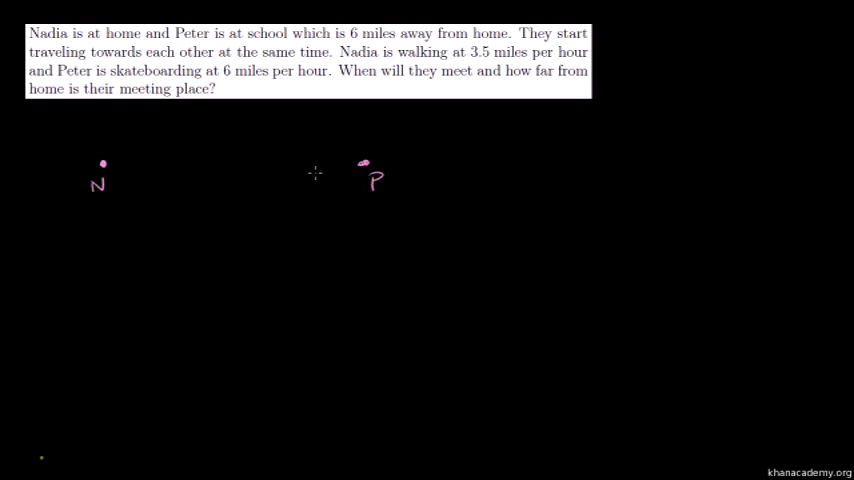 Nadia is at home and Peter is at school which is 6 miles away from home. They start
traveling towards each other at the same time. Nadia is walking at 3.5 miles per hour
and Peter is skateboarding at 6 miles per hour. When will they meet and how far from
home is their meeting place?
N P
khanacademy.org